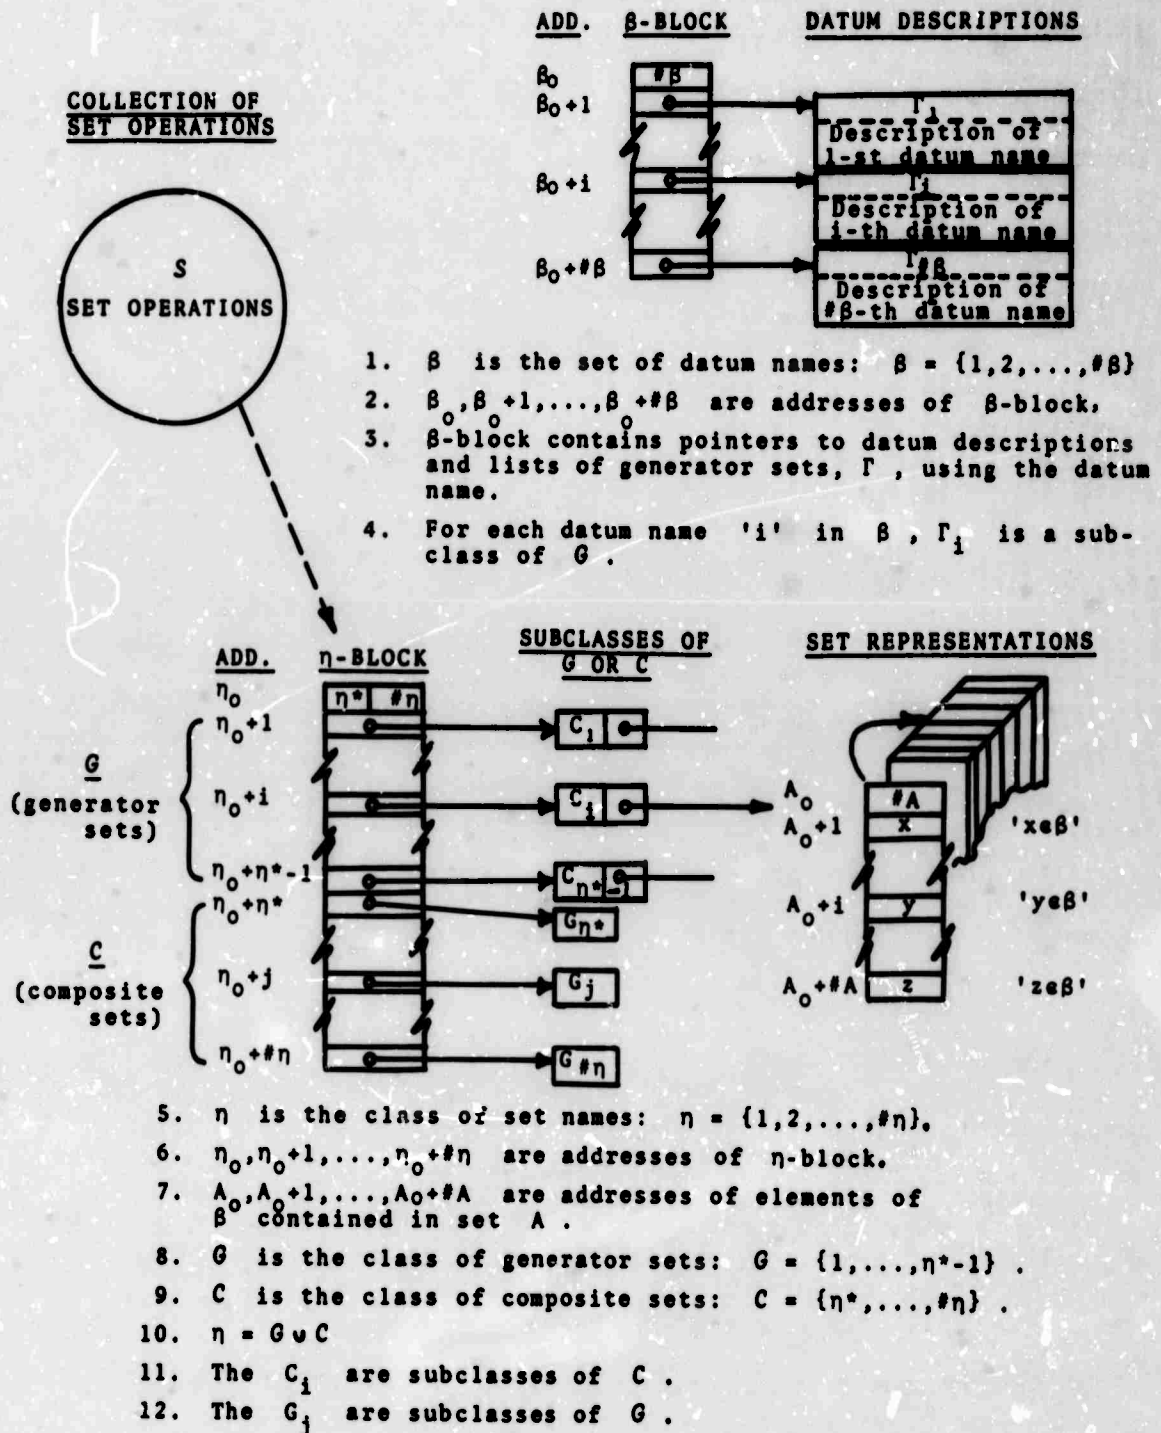 ADD. β-BLOCK DATUM DESCRIPTIONS
COLLECTION OF
SET OPERATIONS
β₀ #β
β₀+1 Γ₁
Description of
1-st datum name
β₀+i Γᵢ
Description of
i-th datum name
β₀+#β Γ#β
Description of
#β-th datum name
S
SET OPERATIONS
1. β is the set of datum names: β = {1,2,...,#β}
2. β₀,β₀+1,...,β₀+#β are addresses of β-block.
3. β-block contains pointers to datum descriptions
and lists of generator sets, Γ , using the datum
name.
4. For each datum name 'i' in β , Γᵢ is a sub-
class of G .
ADD. η-BLOCK SUBCLASSES OF
G OR C SET REPRESENTATIONS
η₀ η* #η
η₀+1 C₁
G
(generator
sets)
η₀+i Cᵢ A₀ #A
A₀+1 x 'xεβ'
η₀+η*-1 Cη*-1
η₀+η* Gη* A₀+i y 'yεβ'
C
(composite
sets)
η₀+j Gⱼ A₀+#A z 'zεβ'
η₀+#η G#η
5. η is the class of set names: η = {1,2,...,#η}.
6. η₀,η₀+1,...,η₀+#η are addresses of η-block.
7. A₀,A₀+1,...,A₀+#A are addresses of elements of
β contained in set A .
8. G is the class of generator sets: G = {1,...,η*-1} .
9. C is the class of composite sets: C = {η*,...,#η} .
10. η = G ∪ C
11. The Cᵢ are subclasses of C .
12. The Gⱼ are subclasses of G .